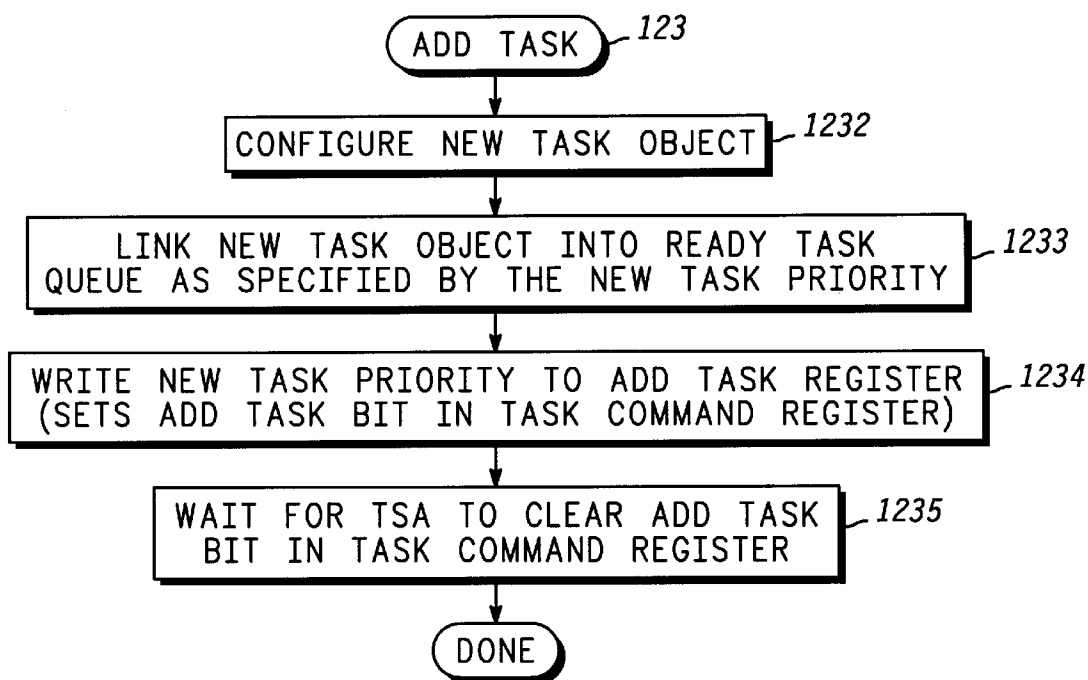 ADD TASK
123
CONFIGURE NEW TASK OBJECT
1232
LINK NEW TASK OBJECT INTO READY TASK
QUEUE AS SPECIFIED BY THE NEW TASK PRIORITY
1233
WRITE NEW TASK PRIORITY TO ADD TASK REGISTER
(SETS ADD TASK BIT IN TASK COMMAND REGISTER)
1234
WAIT FOR TSA TO CLEAR ADD TASK
BIT IN TASK COMMAND REGISTER
1235
DONE